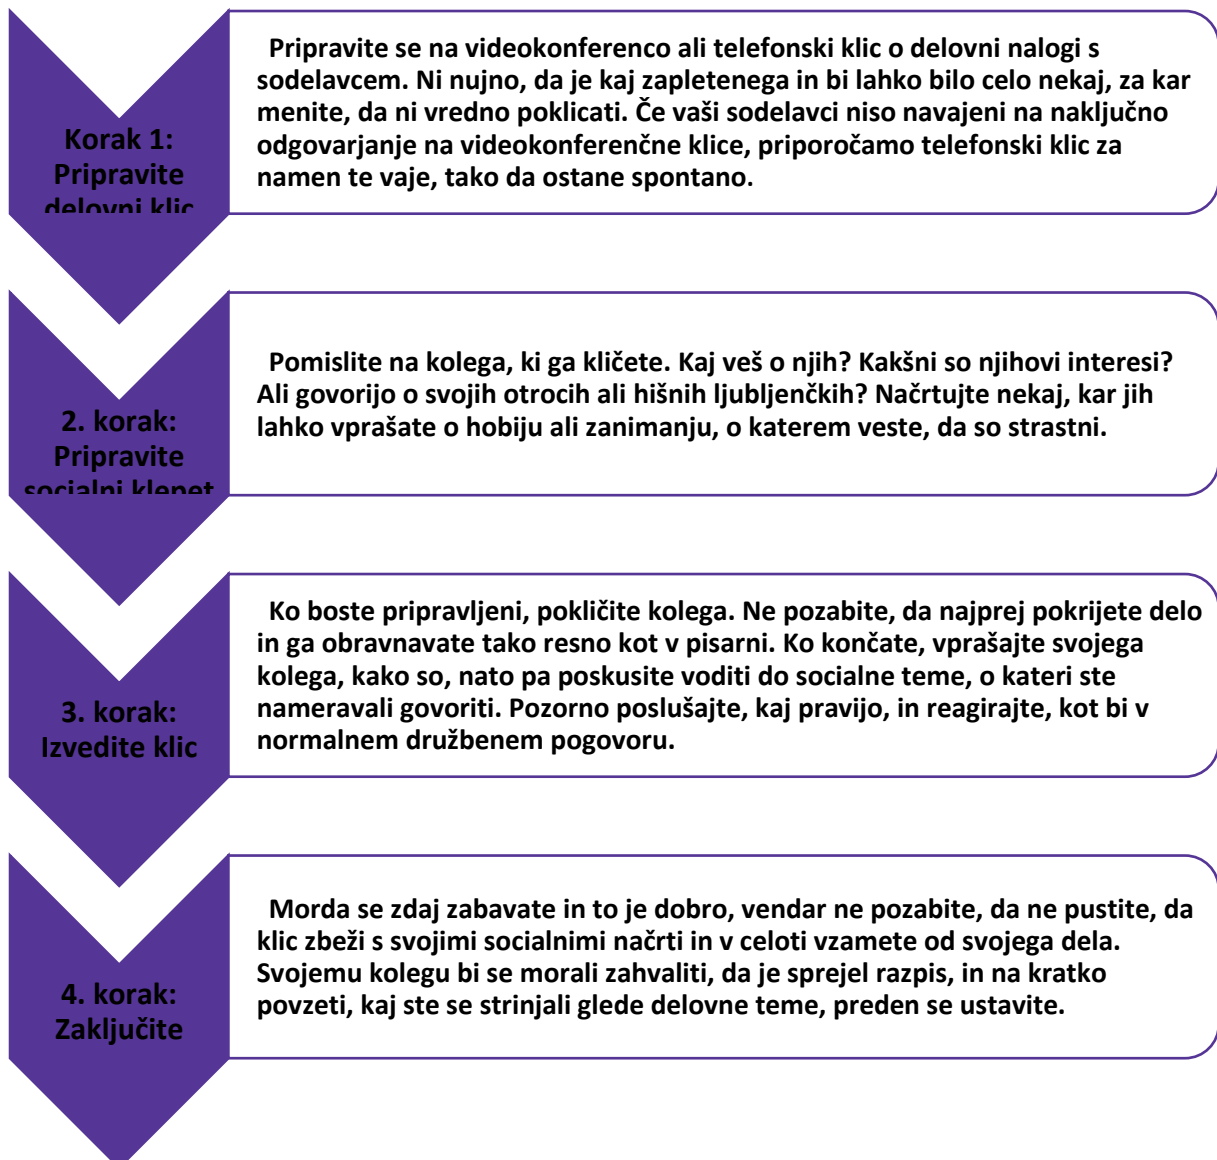 Korak 1:
Pripravite
delovni klic
Pripravite se na videokonferenco ali telefonski klic o delovni nalogi s
sodelavcem. Ni nujno, da je kaj zapletenega in bi lahko bilo celo nekaj, za kar
menite, da ni vredno poklicati. Če vaši sodelavci niso navajeni na naključno
odgovarjanje na videokonferenčne klice, priporočamo telefonski klic za
namen te vaje, tako da ostane spontano.
2. korak:
Pripravite
socialni klepet
Pomislite na kolega, ki ga kličete. Kaj veš o njih? Kakšni so njihovi interesi?
Ali govorijo o svojih otrocih ali hišnih ljubljenčkih? Načrtujte nekaj, kar jih
lahko vprašate o hobiju ali zanimanju, o katerem veste, da so strastni.
3. korak:
Izvedite klic
Ko boste pripravljeni, pokličite kolega. Ne pozabite, da najprej pokrijete delo
in ga obravnavate tako resno kot v pisarni. Ko končate, vprašajte svojega
kolega, kako so, nato pa poskusite voditi do socialne teme, o kateri ste
nameravali govoriti. Pozorno poslušajte, kaj pravijo, in reagirajte, kot bi v
normalnem družbenem pogovoru.
4. korak:
Zaključite
Morda se zdaj zabavate in to je dobro, vendar ne pozabite, da ne pustite, da
klic zbeži s svojimi socialnimi načrti in v celoti vzamete od svojega dela.
Svojemu kolegu bi se morali zahvaliti, da je sprejel razpis, in na kratko
povzeti, kaj ste se strinjali glede delovne teme, preden se ustavite.